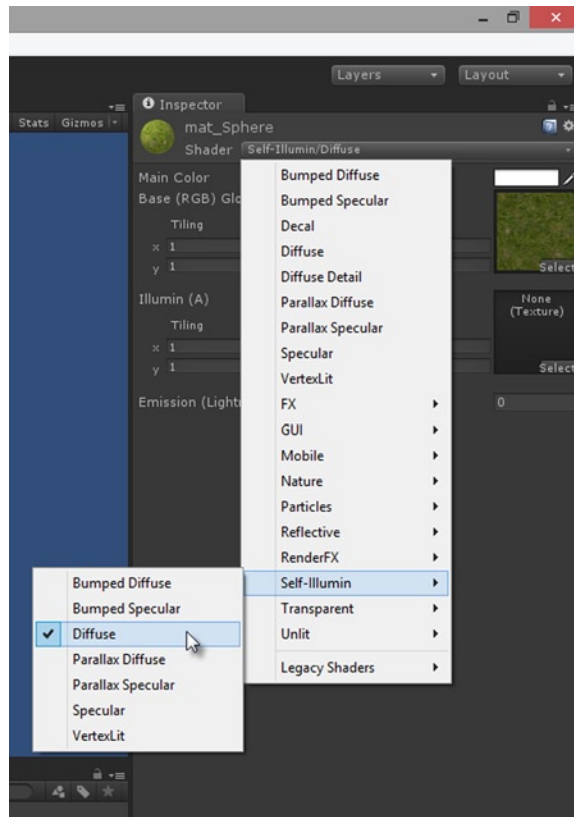 Layers Layout
Inspector
Stats Gizmos
mat_Sphere
Shader Self-Illumin/Diffuse
Main Color
Base (RGB) Glo
Tiling
x 1
y 1
Select
Illumin (A)
None
(Texture)
Tiling
x 1
y 1
Select
Emission (Light 0
Bumped Diffuse
Bumped Specular
Decal
Diffuse
Diffuse Detail
Parallax Diffuse
Parallax Specular
Specular
VertexLit
FX
GUI
Mobile
Nature
Particles
Reflective
RenderFX
Self-Illumin
Transparent
Unlit
Legacy Shaders
Bumped Diffuse
Bumped Specular
Diffuse
Parallax Diffuse
Parallax Specular
Specular
VertexLit